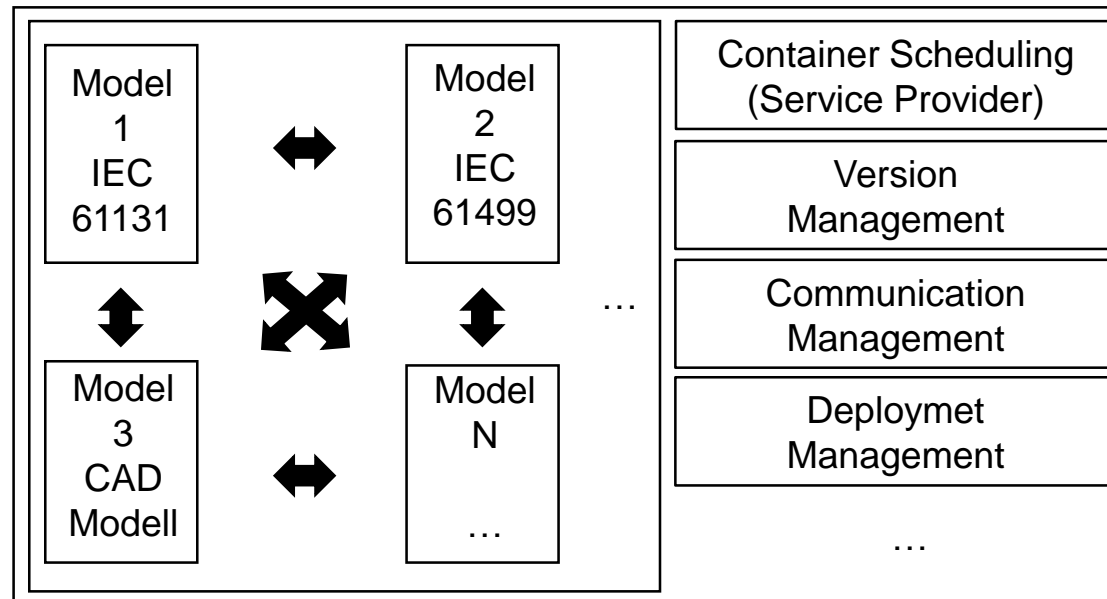 Model
1
IEC
61131
Model
2
IEC
61499
…
Model
3
CAD
Modell
Model
N
…
Container Scheduling
(Service Provider)
Version
Management
Communication
Management
Deploymet
Management
…